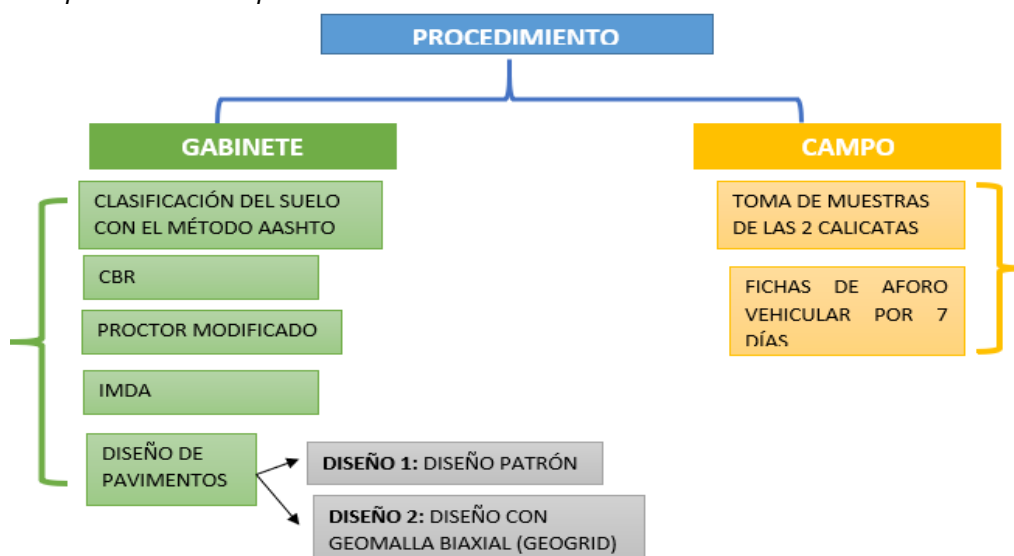 PROCEDIMIENTO
GABINETE
CLASIFICACIÓN DEL SUELO
CON EL MÉTODO AASHTO
CBR
PROCTOR MODIFICADO
IMDA
DISEÑO DE
PAVIMENTOS
DISEÑO 1: DISEÑO PATRÓN
DISEÑO 2: DISEÑO CON
GEOMALLA BIAXIAL (GEOGRID)
CAMPO
TOMA DE MUESTRAS
DE LAS 2 CALICATAS
FICHAS DE AFORO
VEHICULAR POR 7
DÍAS